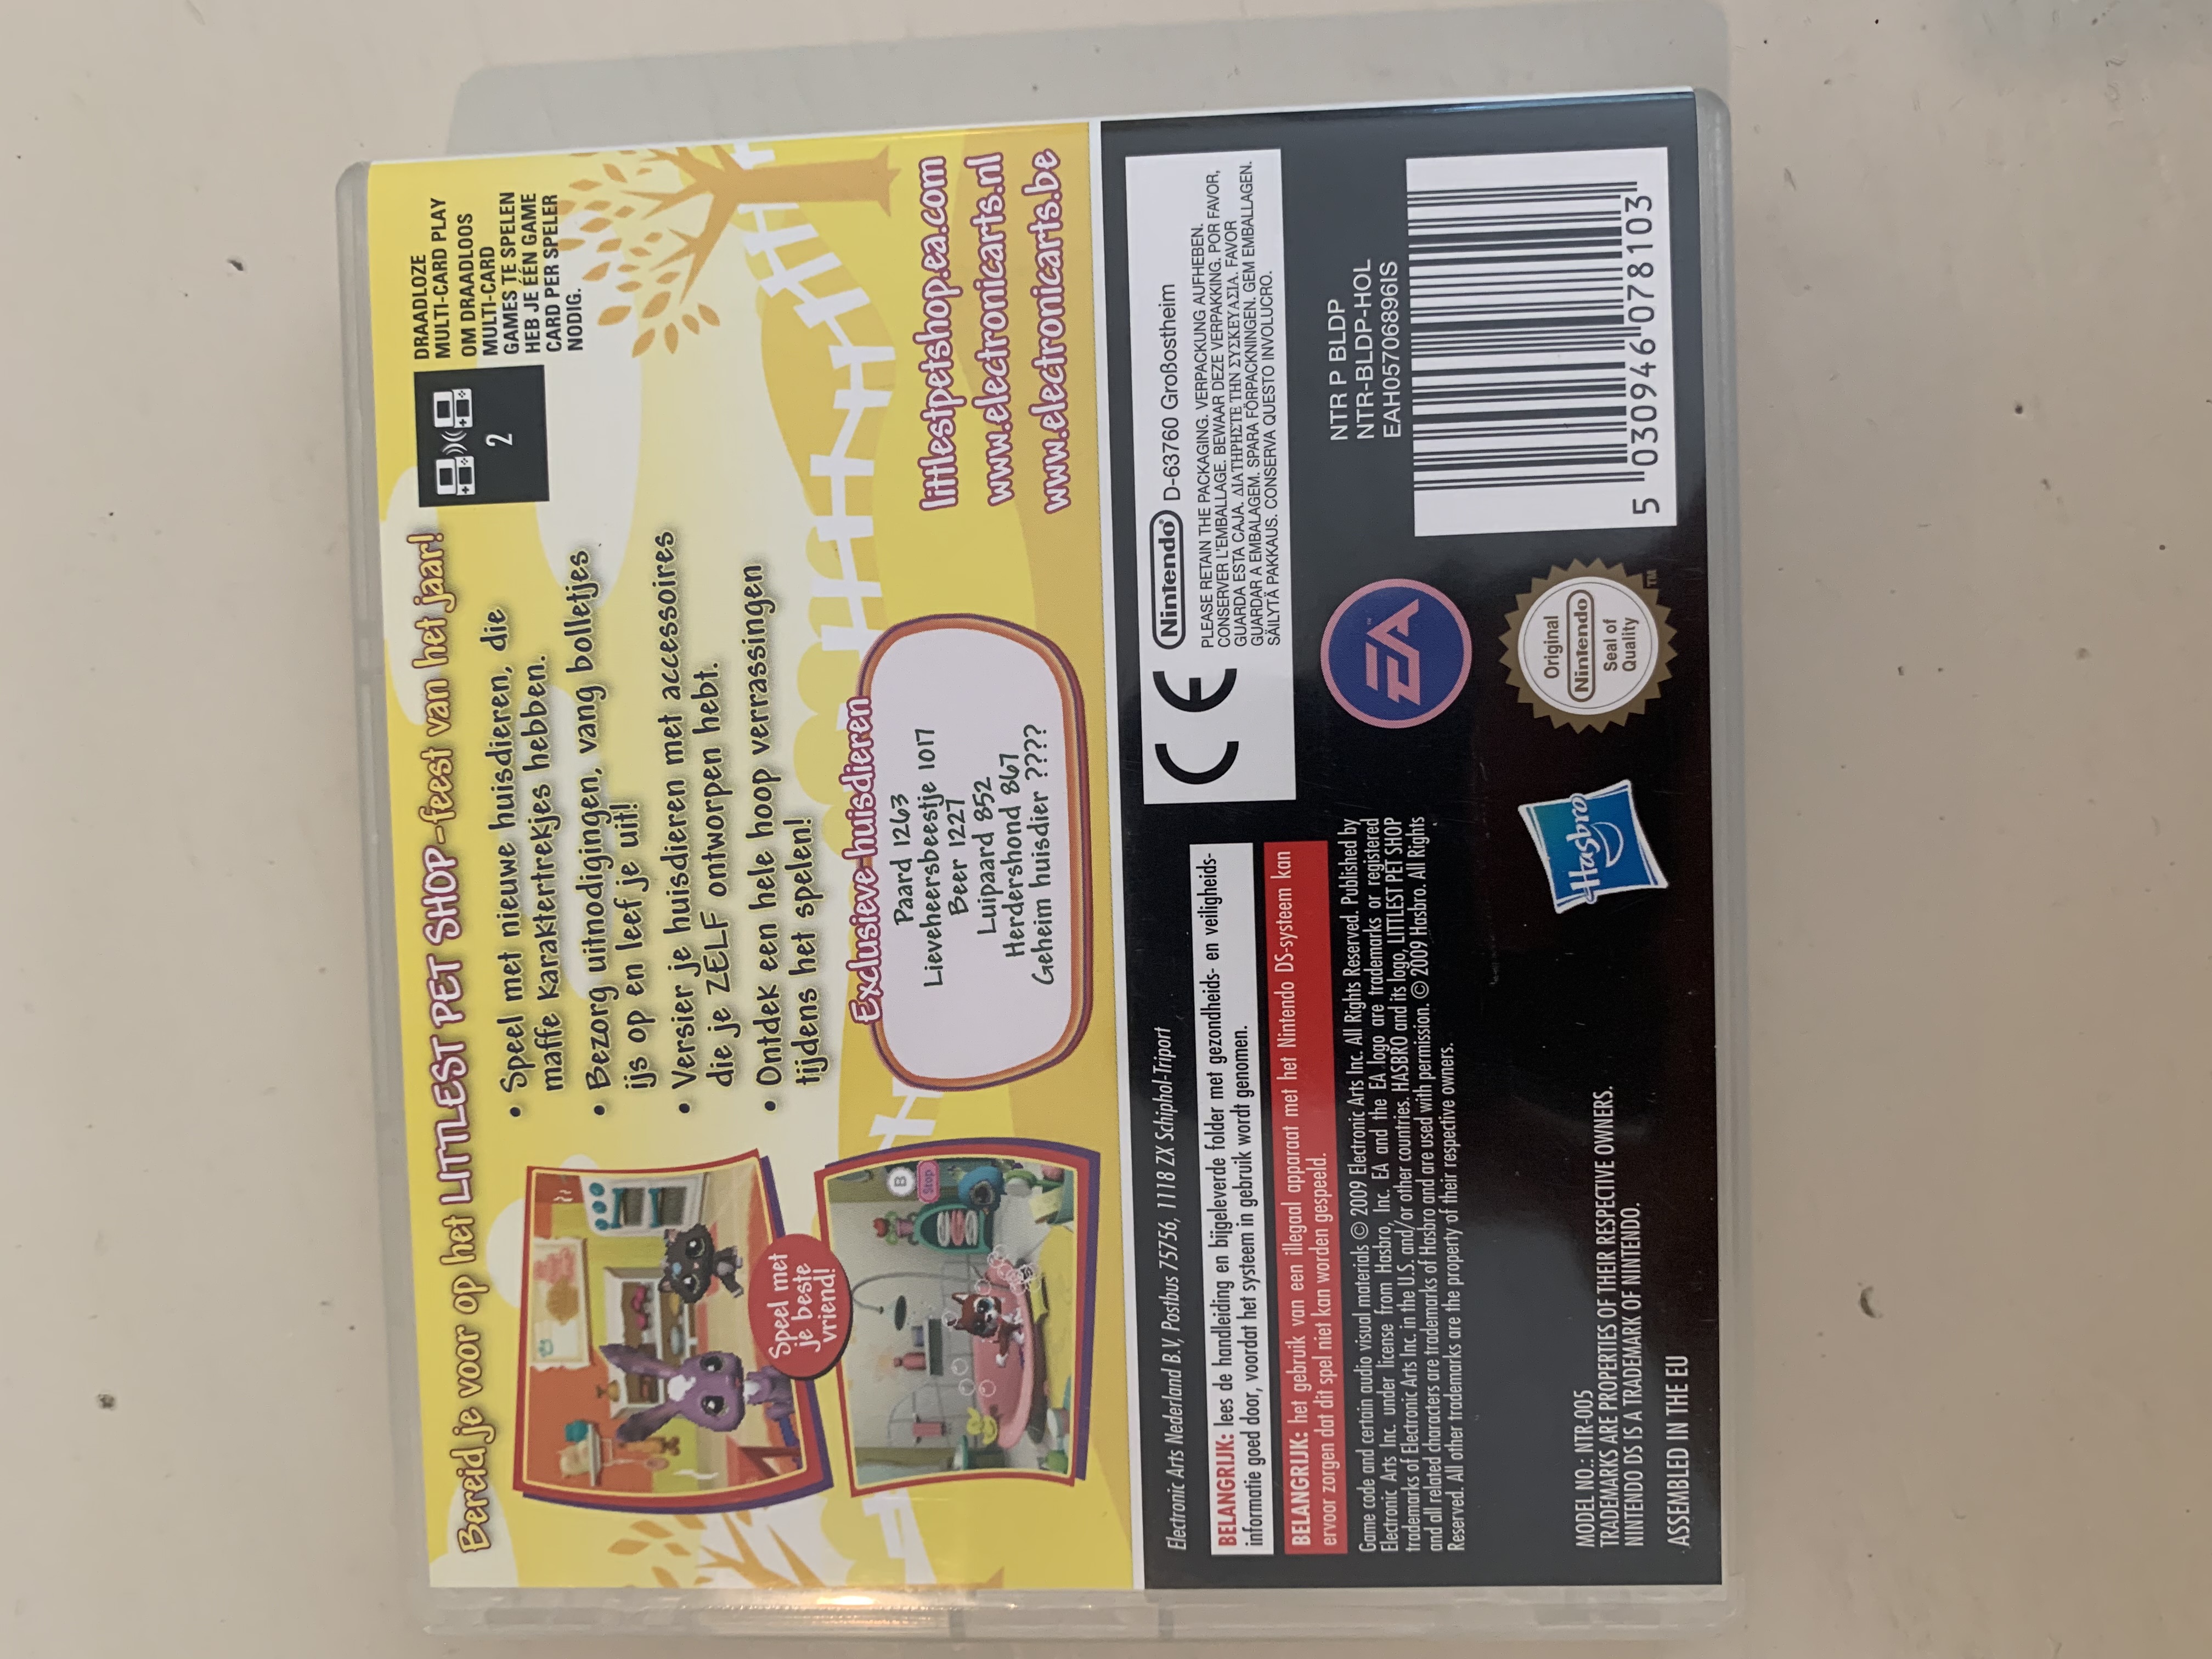 Bereid je voor op het LITTLEST PET SHOP-feest van het jaar!
• Speel met nieuwe huisdieren, die
maffe karaktertrekjes hebben.
• Bezorg uitnodigingen, vang bolletjes
ijs op en leef je uit!
• Versier je huisdieren met accessoires
die je ZELF ontworpen hebt.
• Ontdek een hele hoop verrassingen
tijdens het spelen!
2
DRAADLOZE
MULTI-CARD PLAY
OM DRAADLOOS
MULTI-CARD
GAMES TE SPELEN
HEB JE ÉÉN GAME
CARD PER SPELER
NODIG.
Speel met
je beste
vriend!
B
Stop
Exclusieve huisdieren
Paard 1263
Lieveheersbeestje 1017
Beer 1227
Luipaard 852
Herdershond 867
Geheim huisdier ????
littlestpetshop.ea.com
www.electronicarts.nl
www.electronicarts.be
Electronic Arts Nederland B.V, Postbus 75756, 1118 ZX Schiphol-Triport
BELANGRIJK: lees de handleiding en bijgeleverde folder met gezondheids- en veiligheids-
informatie goed door, voordat het systeem in gebruik wordt genomen.
BELANGRIJK: het gebruik van een illegaal apparaat met het Nintendo DS-systeem kan
ervoor zorgen dat dit spel niet kan worden gespeeld.
Game code and certain audio visual materials © 2009 Electronic Arts Inc. All Rights Reserved. Published by
Electronic Arts Inc. under license from Hasbro, Inc. EA and the EA logo are trademarks or registered
trademarks of Electronic Arts Inc. in the U.S. and/or other countries. HASBRO and its logo, LITTLEST PET SHOP
and all related characters are trademarks of Hasbro and are used with permission. © 2009 Hasbro. All Rights
Reserved. All other trademarks are the property of their respective owners.
CE
Nintendo® D-63760 Großostheim
PLEASE RETAIN THE PACKAGING. VERPACKUNG AUFHEBEN.
CONSERVER L'EMBALLAGE. BEWAAR DEZE VERPAKKING. POR FAVOR,
GUARDA ESTA CAJA. ΔΙΑΤΗΡΗΣΤΕ ΤΗΝ ΣΥΣΚΕΥΑΣΙΑ. FAVOR
GUARDAR A EMBALAGEM. SPARA FÖRPACKNINGEN. GEM EMBALLAGEN.
SÄILYTÄ PAKKAUS. CONSERVA QUESTO INVOLUCRO.
EA™
NTR P BLDP
NTR-BLDP-HOL
EAH05706896IS
MODEL NO.: NTR-005
TRADEMARKS ARE PROPERTIES OF THEIR RESPECTIVE OWNERS.
NINTENDO DS IS A TRADEMARK OF NINTENDO.
ASSEMBLED IN THE EU
Hasbro
Original
Nintendo
Seal of
Quality
TM
5 030946 078103